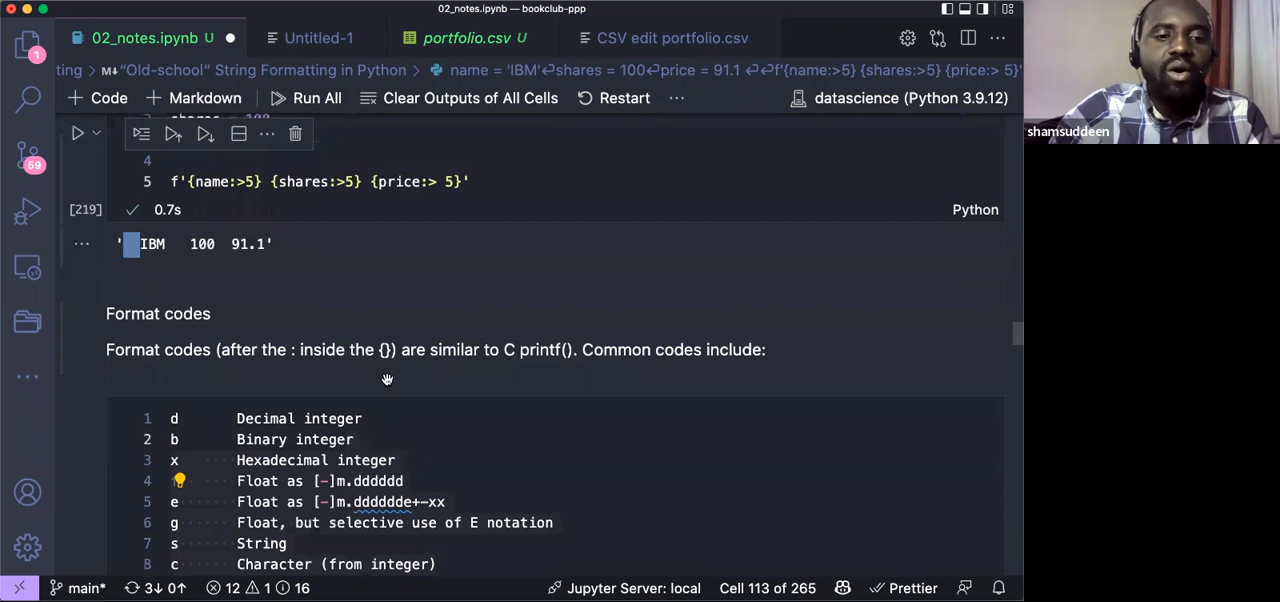 02_notes.ipynb — bookclub-ppp
1
02_notes.ipynb U
Untitled-1
portfolio.csv U
CSV edit portfolio.csv
ting > M↓ "Old-school" String Formatting in Python > name = 'IBM'↵shares = 100↵price = 91.1 ↵↵f'{name:>5} {shares:>5} {price:> 5}'
+ Code + Markdown Run All Clear Outputs of All Cells Restart ··· datascience (Python 3.9.12)
shamsuddeen
59
4
5 f'{name:>5} {shares:>5} {price:> 5}'
[219] ✓ 0.7s Python
··· '  IBM   100  91.1'
Format codes
Format codes (after the : inside the {}) are similar to C printf(). Common codes include:
1 d Decimal integer
2 b Binary integer
3 x Hexadecimal integer
4 Float as [-]m.dddddd
5 e Float as [-]m.dddddde+-xx
6 g Float, but selective use of E notation
7 s String
8 c Character (from integer)
main* 3↓ 0↑ 12 1 16 Jupyter Server: local Cell 113 of 265 Prettier